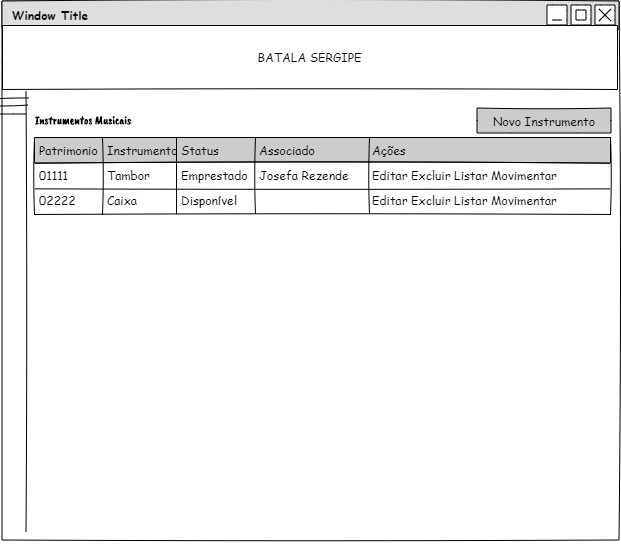 Window Title
BATALA SERGIPE
Instrumentos Musicais
Novo Instrumento
Patrimonio Instrumento Status Associado Ações
01111 Tambor Emprestado Josefa Rezende Editar Excluir Listar Movimentar
02222 Caixa Disponível Editar Excluir Listar Movimentar